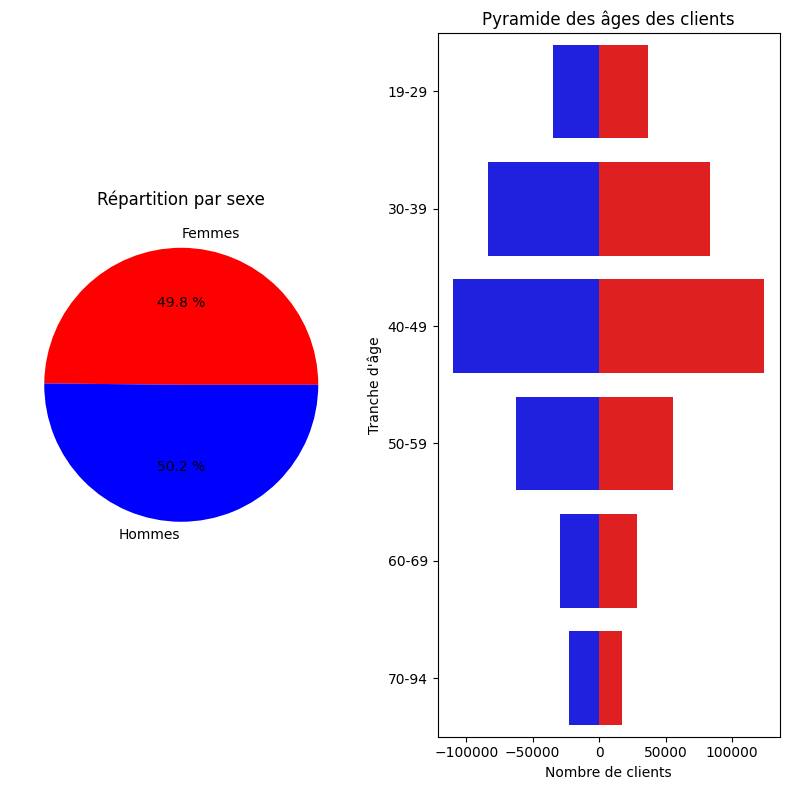 Répartition par sexe
Femmes
49.8 %
50.2 %
Hommes
Pyramide des âges des clients
Tranche d'âge
19-29
30-39
40-49
50-59
60-69
70-94
−100000 −50000 0 50000 100000
Nombre de clients